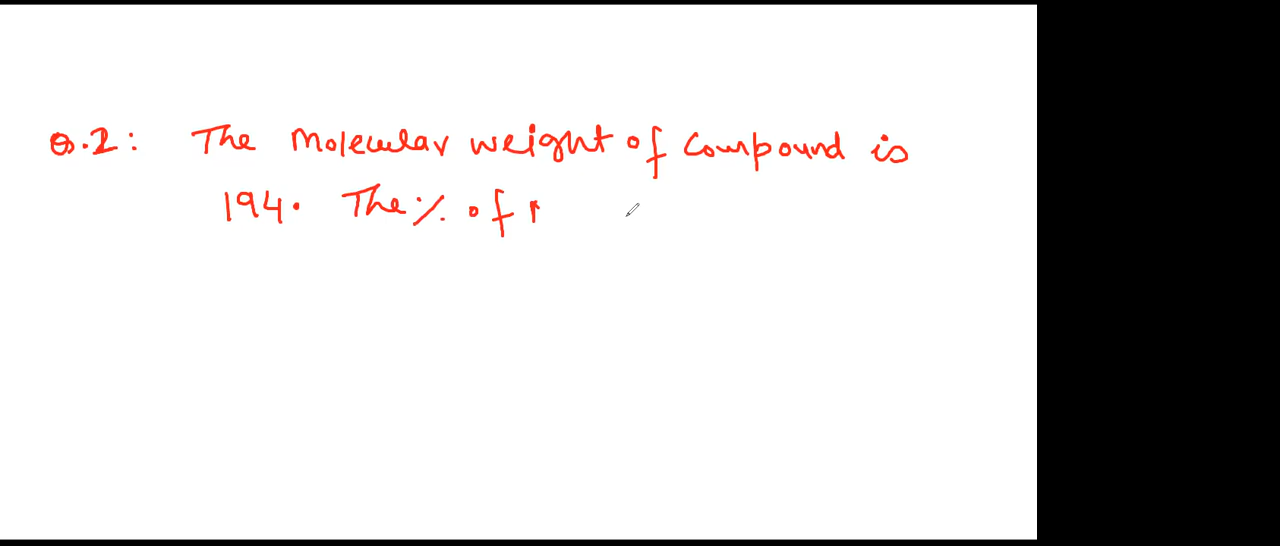 Q.2: The Molecular weight of compound is
194. The % of